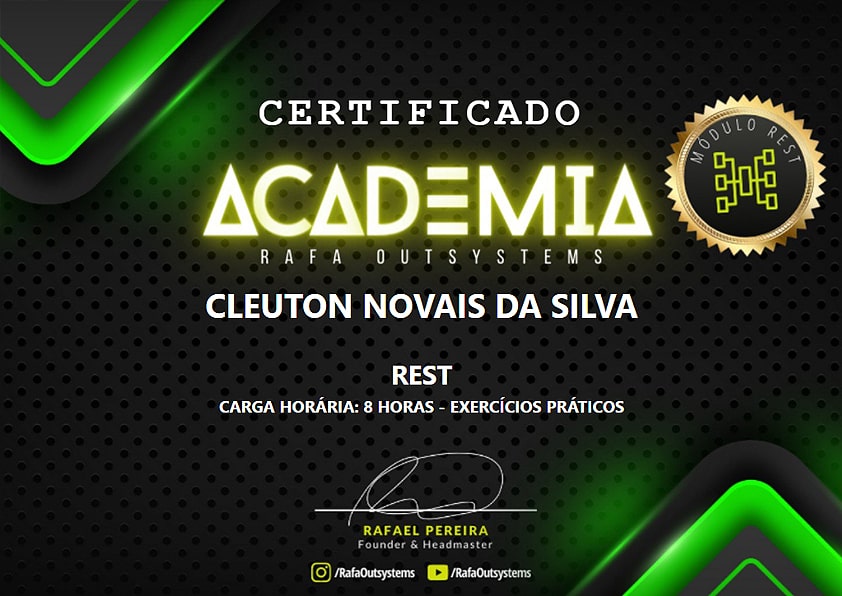 CERTIFICADO
MÓDULO REST
ACADEMIA
RAFA OUTSYSTEMS
CLEUTON NOVAIS DA SILVA
REST
CARGA HORÁRIA: 8 HORAS - EXERCÍCIOS PRÁTICOS
RAFAEL PEREIRA
Founder & Headmaster
/RafaOutsystems /RafaOutsystems